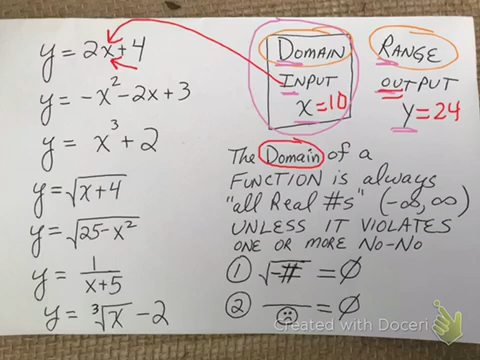 y = 2x + 4
y = -x² - 2x + 3
y = x³ + 2
y = √(x + 4)
y = √(25 - x²)
y = 1/(x + 5)
y = ∛x - 2
DOMAIN
INPUT
x = 10
RANGE
OUTPUT
y = 24
The Domain of a
FUNCTION is always
"all Real #s" (-∞, ∞)
UNLESS IT VIOLATES
ONE OR MORE NO-NO
① √-# = ∅
② —/☹ = ∅
Created with Doceri